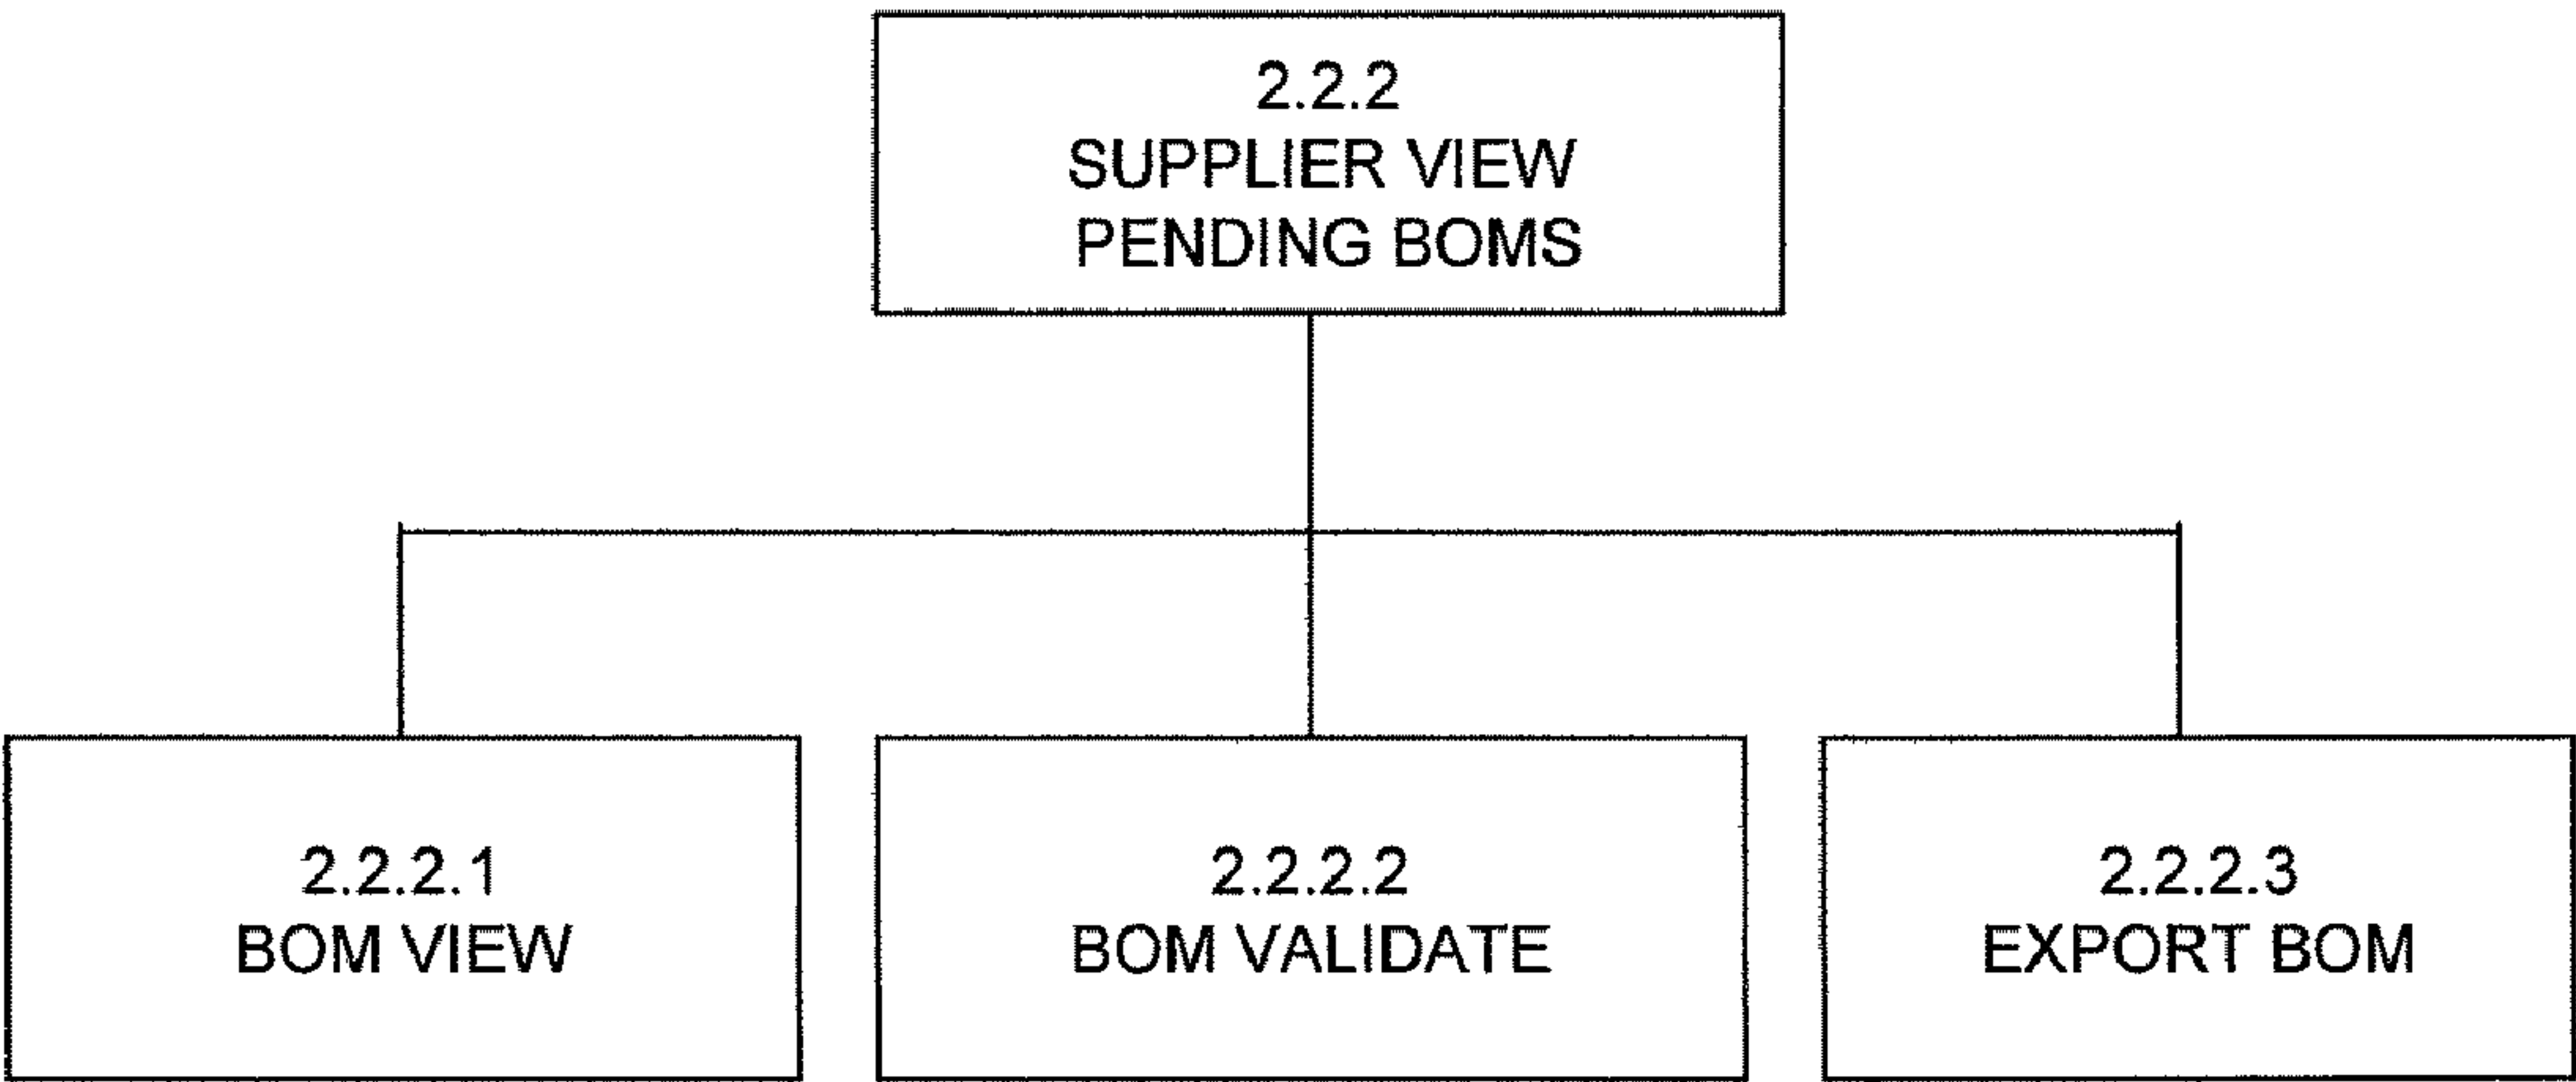 2.2.2
SUPPLIER VIEW
PENDING BOMS
2.2.2.1
BOM VIEW
2.2.2.2
BOM VALIDATE
2.2.2.3
EXPORT BOM